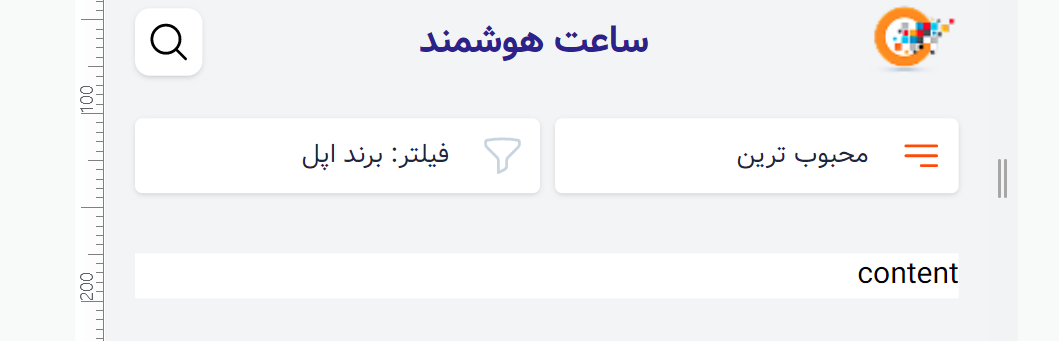 ساعت هوشمند
محبوب ترین
فیلتر: برند اپل
content
100
200